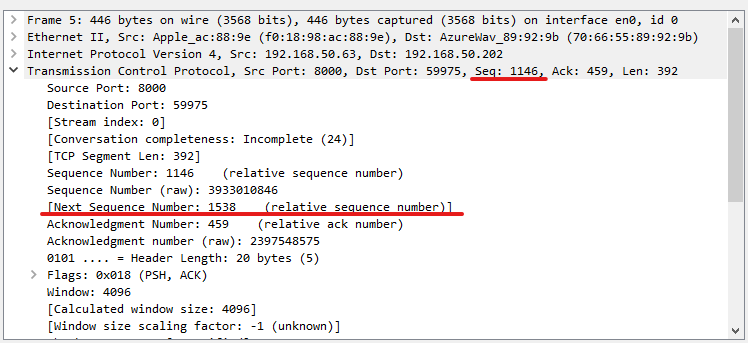 Frame 5: 446 bytes on wire (3568 bits), 446 bytes captured (3568 bits) on interface en0, id 0
Ethernet II, Src: Apple_ac:88:9e (f0:18:98:ac:88:9e), Dst: AzureWav_89:92:9b (70:66:55:89:92:9b)
Internet Protocol Version 4, Src: 192.168.50.63, Dst: 192.168.50.202
Transmission Control Protocol, Src Port: 8000, Dst Port: 59975, Seq: 1146, Ack: 459, Len: 392
Source Port: 8000
Destination Port: 59975
[Stream index: 0]
[Conversation completeness: Incomplete (24)]
[TCP Segment Len: 392]
Sequence Number: 1146    (relative sequence number)
Sequence Number (raw): 3933010846
[Next Sequence Number: 1538    (relative sequence number)]
Acknowledgment Number: 459    (relative ack number)
Acknowledgment number (raw): 2397548575
0101 .... = Header Length: 20 bytes (5)
Flags: 0x018 (PSH, ACK)
Window: 4096
[Calculated window size: 4096]
[Window size scaling factor: -1 (unknown)]